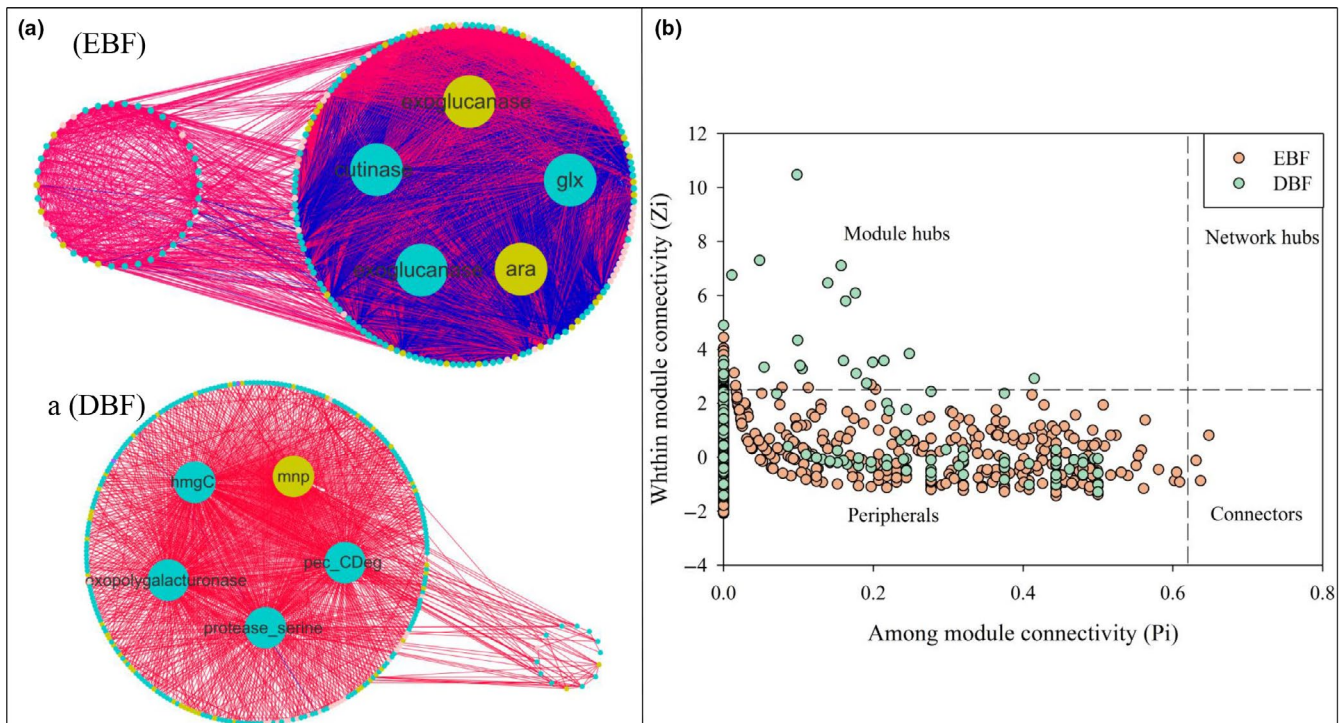 (a)
(EBF)
exoglucanase
cutinase
glx
exoglucanase
ara
a (DBF)
hmgC
mnp
pec_CDeg
exopolygalacturonase
protease_serine
(b)
12
10
8
6
4
2
0
−2
−4
0.0
0.2
0.4
0.6
0.8
Whthin module connectivity (Zi)
Among module connectivity (Pi)
EBF
DBF
Module hubs
Network hubs
Peripherals
Connectors